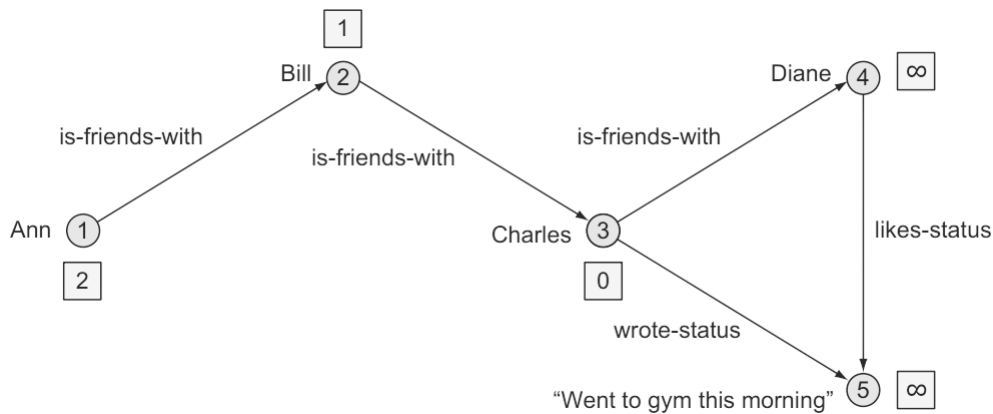 1
Bill 2
Diane 4 ∞
is-friends-with
is-friends-with
is-friends-with
Ann 1
2
Charles 3
0
likes-status
wrote-status
“Went to gym this morning” 5 ∞